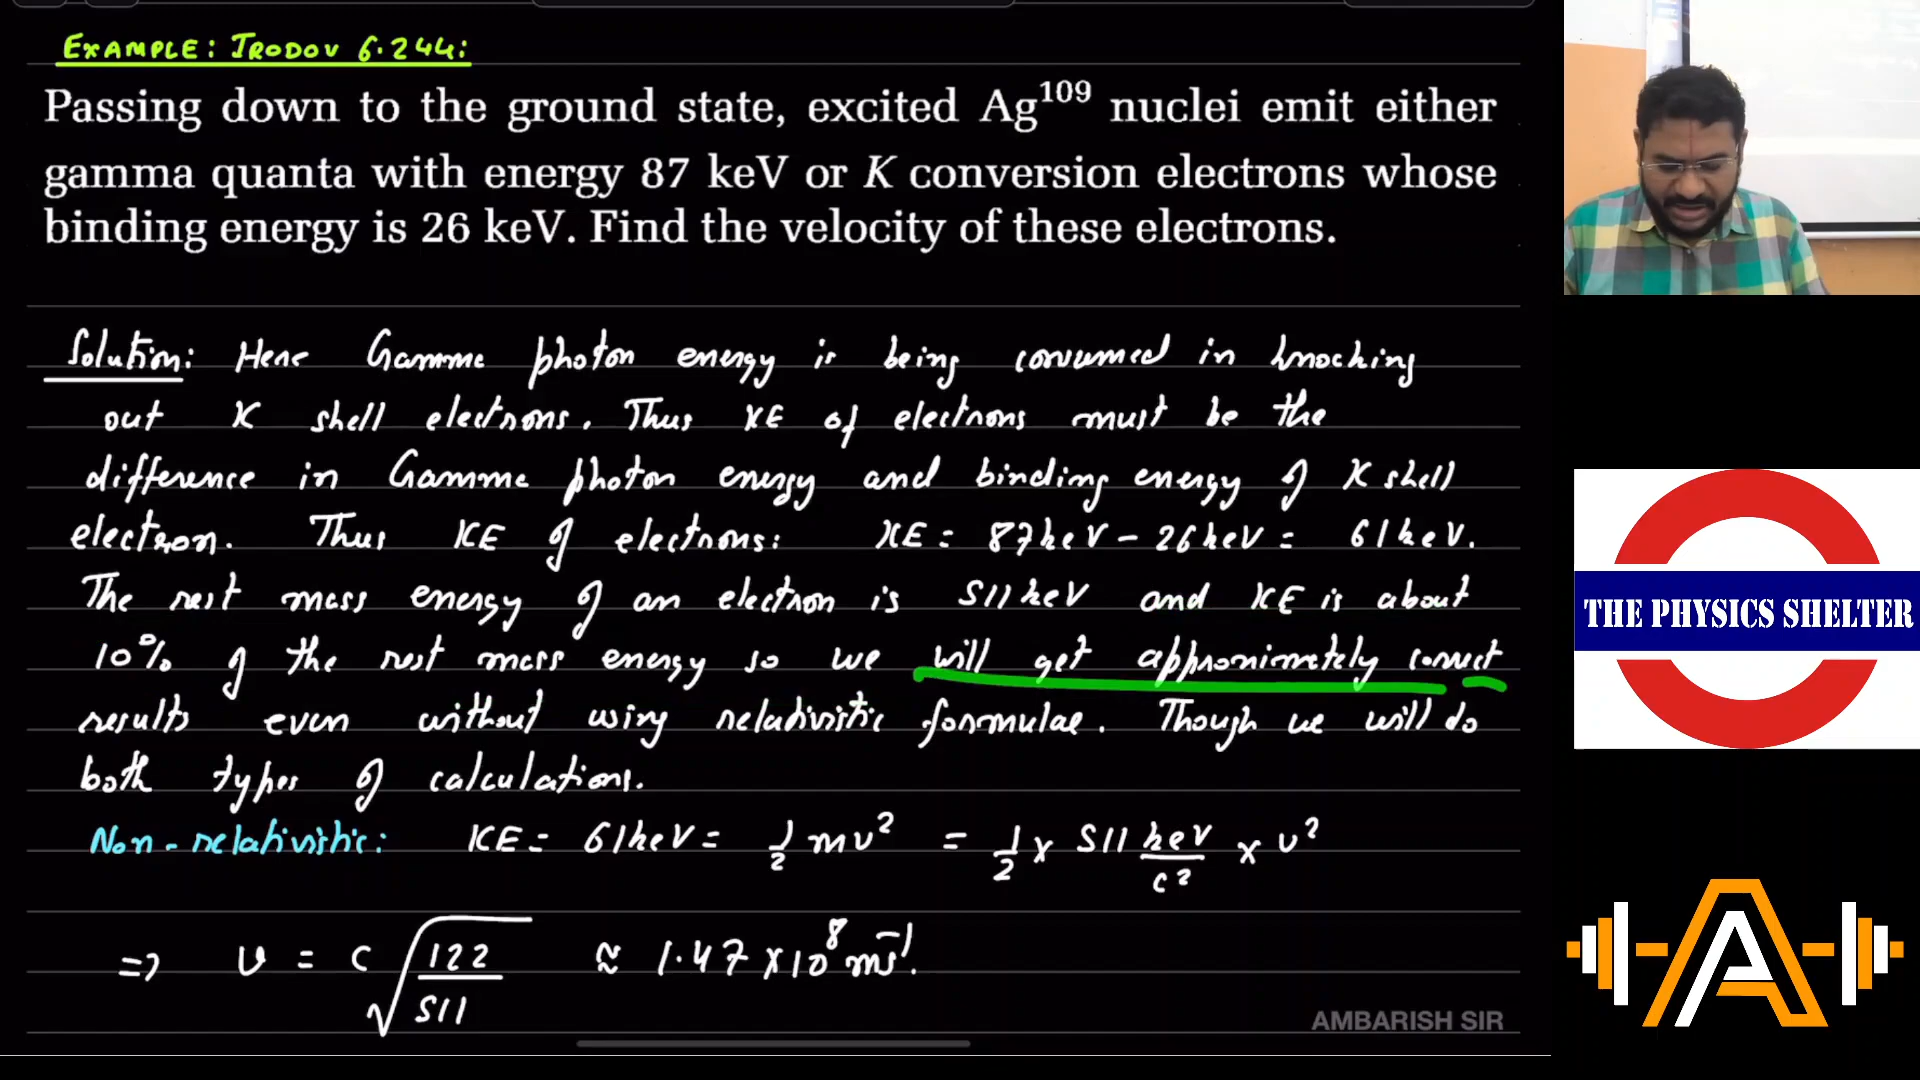 EXAMPLE: IRODOV 6.244:
Passing down to the ground state, excited Ag¹⁰⁹ nuclei emit either
gamma quanta with energy 87 keV or K conversion electrons whose
binding energy is 26 keV. Find the velocity of these electrons.
Solution: Here Gamma photon energy is being consumed in knocking
out K shell electrons. Thus KE of electrons must be the
difference in Gamma photon energy and binding energy of K shell
electron. Thus KE of electrons: KE = 87keV - 26keV = 61keV.
The rest mass energy of an electron is 511keV and KE is about
10% of the rest mass energy so we will get approximately correct
results even without using relativistic formulae. Though we will do
both types of calculations.
Non-relativistic: KE = 61keV = 1/2 mv² = 1/2 x 511 keV/c² x v²
=> v = c √(122/511) ≈ 1.47 x 10⁸ ms⁻¹.
AMBARISH SIR
THE PHYSICS SHELTER
A